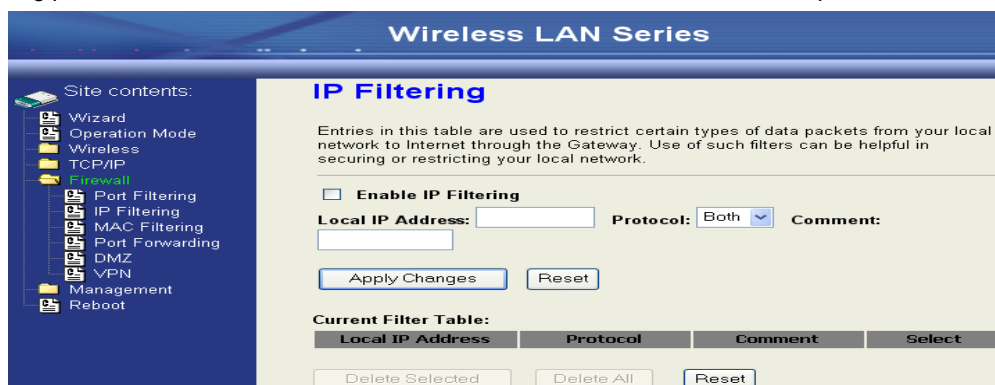 Wireless LAN Series
Site contents:
Wizard
Operation Mode
Wireless
TCP/IP
Firewall
Port Filtering
IP Filtering
MAC Filtering
Port Forwarding
DMZ
VPN
Management
Reboot
IP Filtering
Entries in this table are used to restrict certain types of data packets from your local
network to Internet through the Gateway. Use of such filters can be helpful in
securing or restricting your local network.
Enable IP Filtering
Local IP Address: Protocol: Both Comment:
Apply Changes Reset
Current Filter Table:
Local IP Address Protocol Comment Select
Delete Selected Delete All Reset